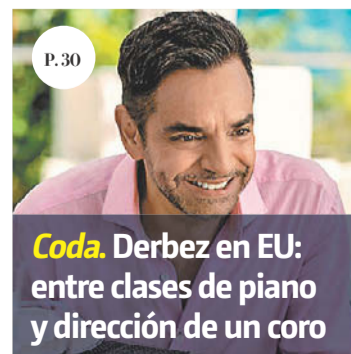 P. 30
Coda. Derbez en EU:
entre clases de piano
y dirección de un coro